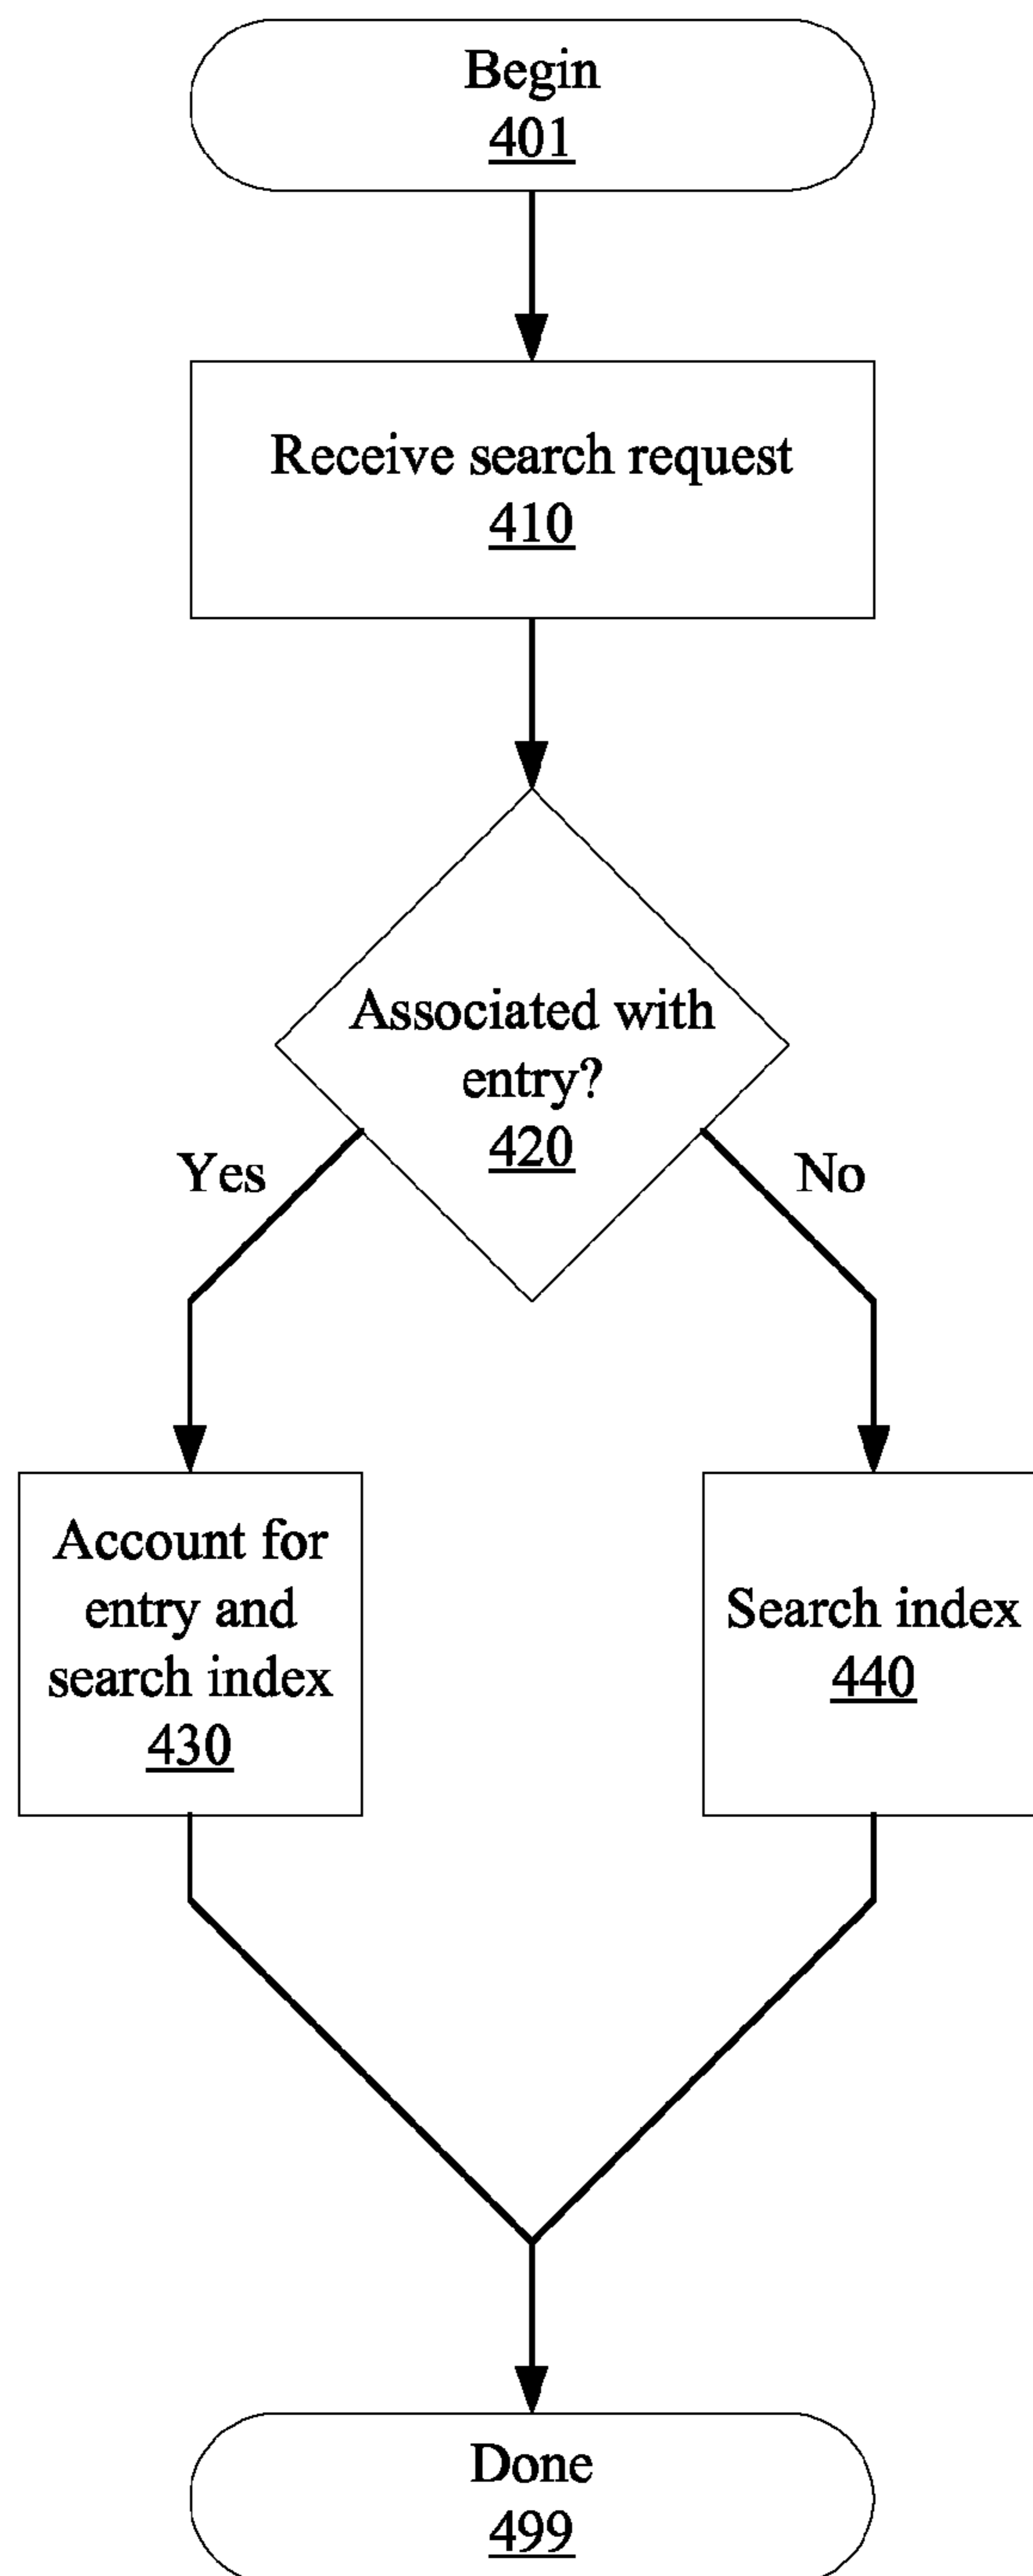 Begin
401
Receive search request
410
Associated with
entry?
420
Yes
No
Account for
entry and
search index
430
Search index
440
Done
499